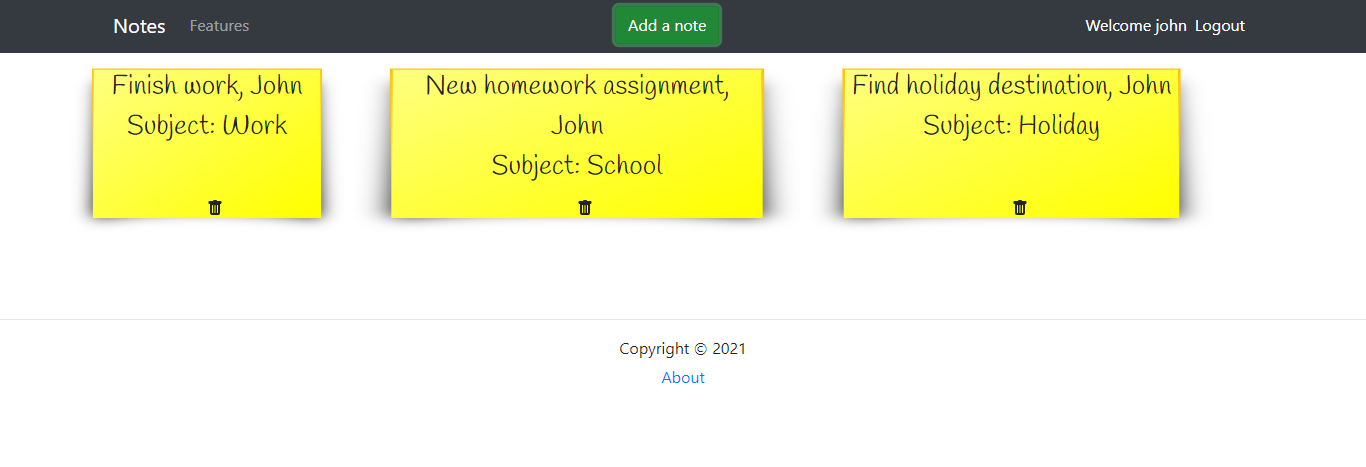 Notes Features Add a note Welcome john Logout
Finish work, John
Subject: Work
New homework assignment,
John
Subject: School
Find holiday destination, John
Subject: Holiday
Copyright © 2021
About